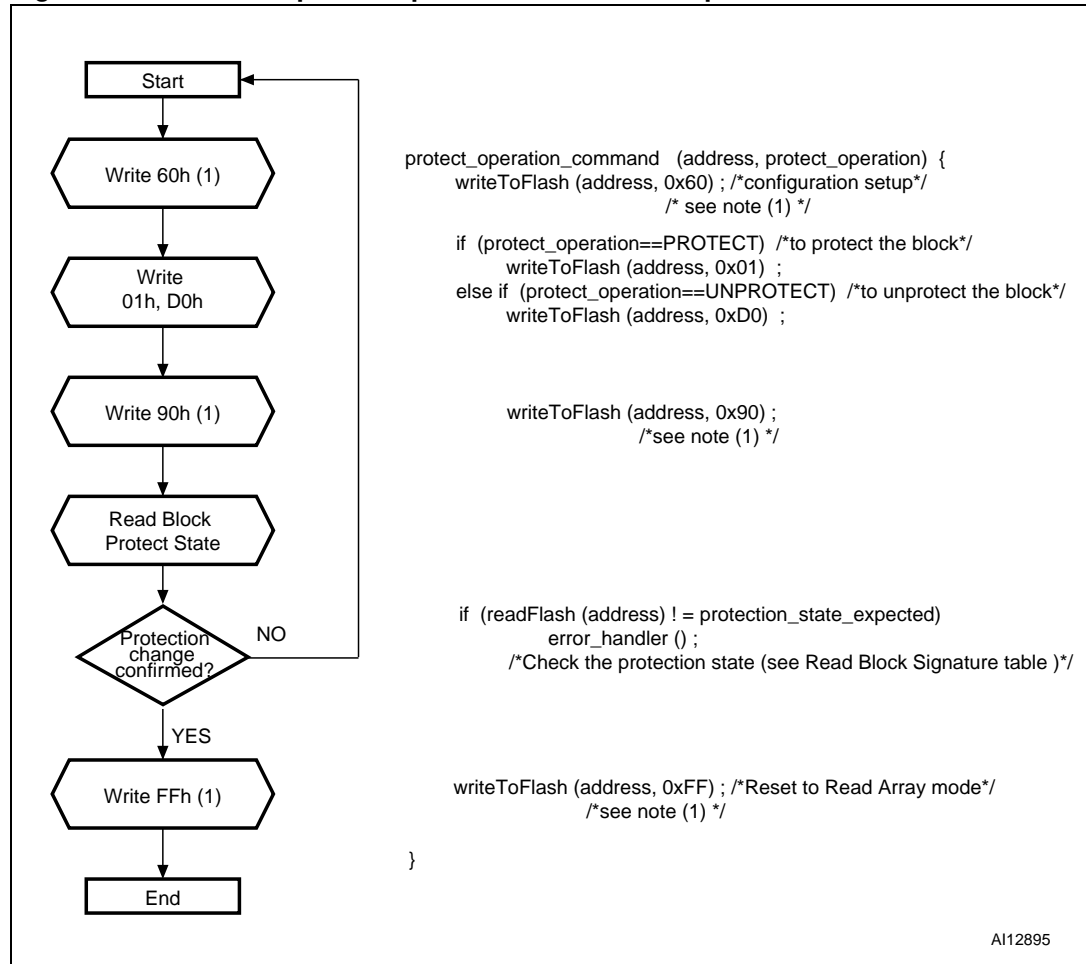 Start
Write 60h (1)
Write
01h, D0h
Write 90h (1)
Read Block
Protect State
Protection
change
confirmed?
NO
YES
Write FFh (1)
End
protect_operation_command (address, protect_operation) {
writeToFlash (address, 0x60) ; /*configuration setup*/
/* see note (1) */
if (protect_operation==PROTECT) /*to protect the block*/
writeToFlash (address, 0x01) ;
else if (protect_operation==UNPROTECT) /*to unprotect the block*/
writeToFlash (address, 0xD0) ;
writeToFlash (address, 0x90) ;
/*see note (1) */
if (readFlash (address) ! = protection_state_expected)
error_handler () ;
/*Check the protection state (see Read Block Signature table )*/
writeToFlash (address, 0xFF) ; /*Reset to Read Array mode*/
/*see note (1) */
}
AI12895